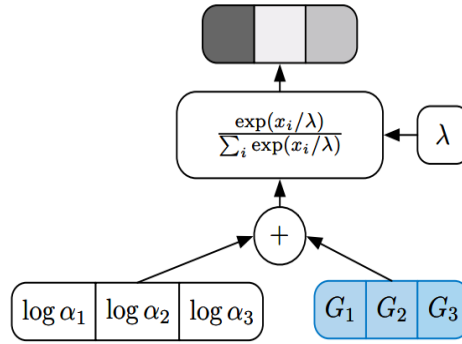 exp(x_i/λ)
∑_i exp(x_i/λ)
λ
+
log α_1 log α_2 log α_3 G_1 G_2 G_3